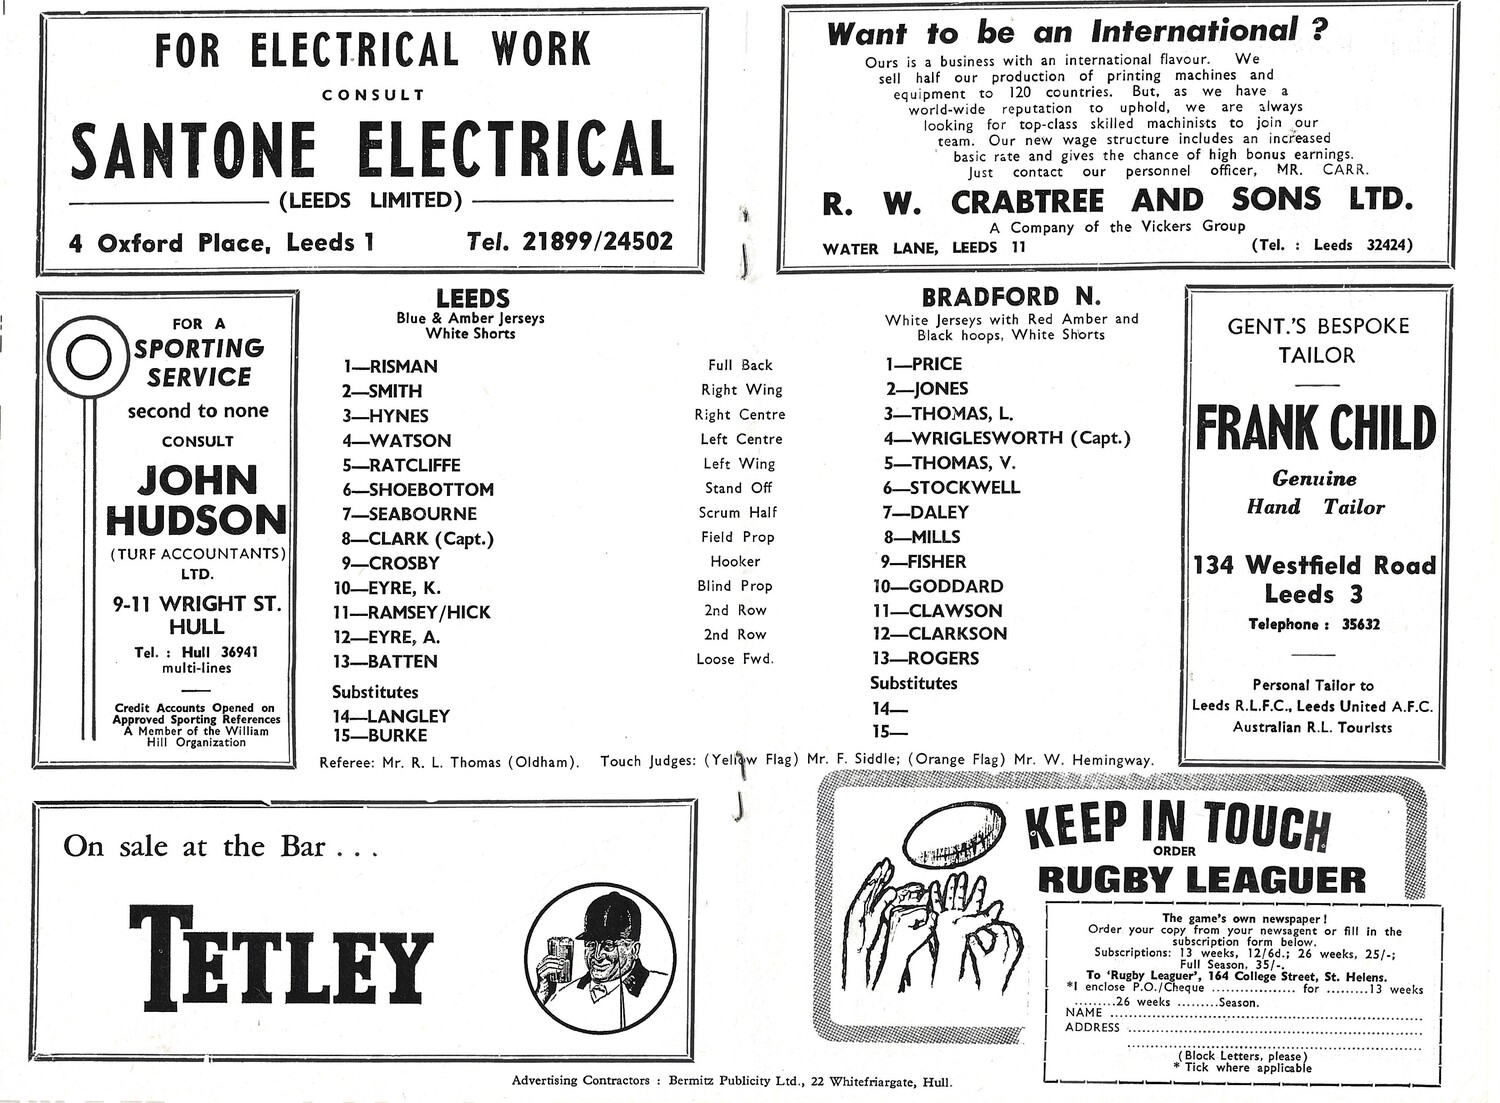 FOR ELECTRICAL WORK
CONSULT
SANTONE ELECTRICAL
(LEEDS LIMITED)
4 Oxford Place, Leeds 1 Tel. 21899/24502
Want to be an International ?
Ours is a business with an international flavour. We
sell half our production of printing machines and
equipment to 120 countries. But, as we have a
world-wide reputation to uphold, we are always
looking for top-class skilled machinists to join our
team. Our new wage structure includes an increased
basic rate and gives the chance of high bonus earnings.
Just contact our personnel officer, MR. CARR.
R. W. CRABTREE AND SONS LTD.
A Company of the Vickers Group
WATER LANE, LEEDS 11 (Tel. : Leeds 32424)
FOR A
SPORTING
SERVICE
second to none
CONSULT
JOHN
HUDSON
(TURF ACCOUNTANTS)
LTD.
9-11 WRIGHT ST.
HULL
Tel. : Hull 36941
multi-lines
Credit Accounts Opened on
Approved Sporting References
A Member of the William
Hill Organization
LEEDS
Blue & Amber Jerseys
White Shorts
1—RISMAN
2—SMITH
3—HYNES
4—WATSON
5—RATCLIFFE
6—SHOEBOTTOM
7—SEABOURNE
8—CLARK (Capt.)
9—CROSBY
10—EYRE, K.
11—RAMSEY/HICK
12—EYRE, A.
13—BATTEN
Substitutes
14—LANGLEY
15—BURKE
Full Back
Right Wing
Right Centre
Left Centre
Left Wing
Stand Off
Scrum Half
Field Prop
Hooker
Blind Prop
2nd Row
2nd Row
Loose Fwd.
BRADFORD N.
White Jerseys with Red Amber and
Black hoops, White Shorts
1—PRICE
2—JONES
3—THOMAS, L.
4—WRIGLESWORTH (Capt.)
5—THOMAS, V.
6—STOCKWELL
7—DALEY
8—MILLS
9—FISHER
10—GODDARD
11—CLAWSON
12—CLARKSON
13—ROGERS
Substitutes
14—
15—
Referee: Mr. R. L. Thomas (Oldham). Touch Judges: (Yellow Flag) Mr. F. Siddle; (Orange Flag) Mr. W. Hemingway.
GENT.'S BESPOKE
TAILOR
FRANK CHILD
Genuine
Hand Tailor
134 Westfield Road
Leeds 3
Telephone : 35632
Personal Tailor to
Leeds R.L.F.C., Leeds United A.F.C.
Australian R.L. Tourists
On sale at the Bar . . .
TETLEY
KEEP IN TOUCH
ORDER
RUGBY LEAGUER
The game's own newspaper !
Order your copy from your newsagent or fill in the
subscription form below.
Subscriptions: 13 weeks, 12/6d.; 26 weeks, 25/-;
Full Season, 35/-.
To 'Rugby Leaguer', 164 College Street, St. Helens.
*I enclose P.O./Cheque .................. for .........13 weeks
.........26 weeks .........Season.
NAME ..................................................
ADDRESS ..................................................
..................................................
(Block Letters, please)
* Tick where applicable
Advertising Contractors : Bermitz Publicity Ltd., 22 Whitefriargate, Hull.